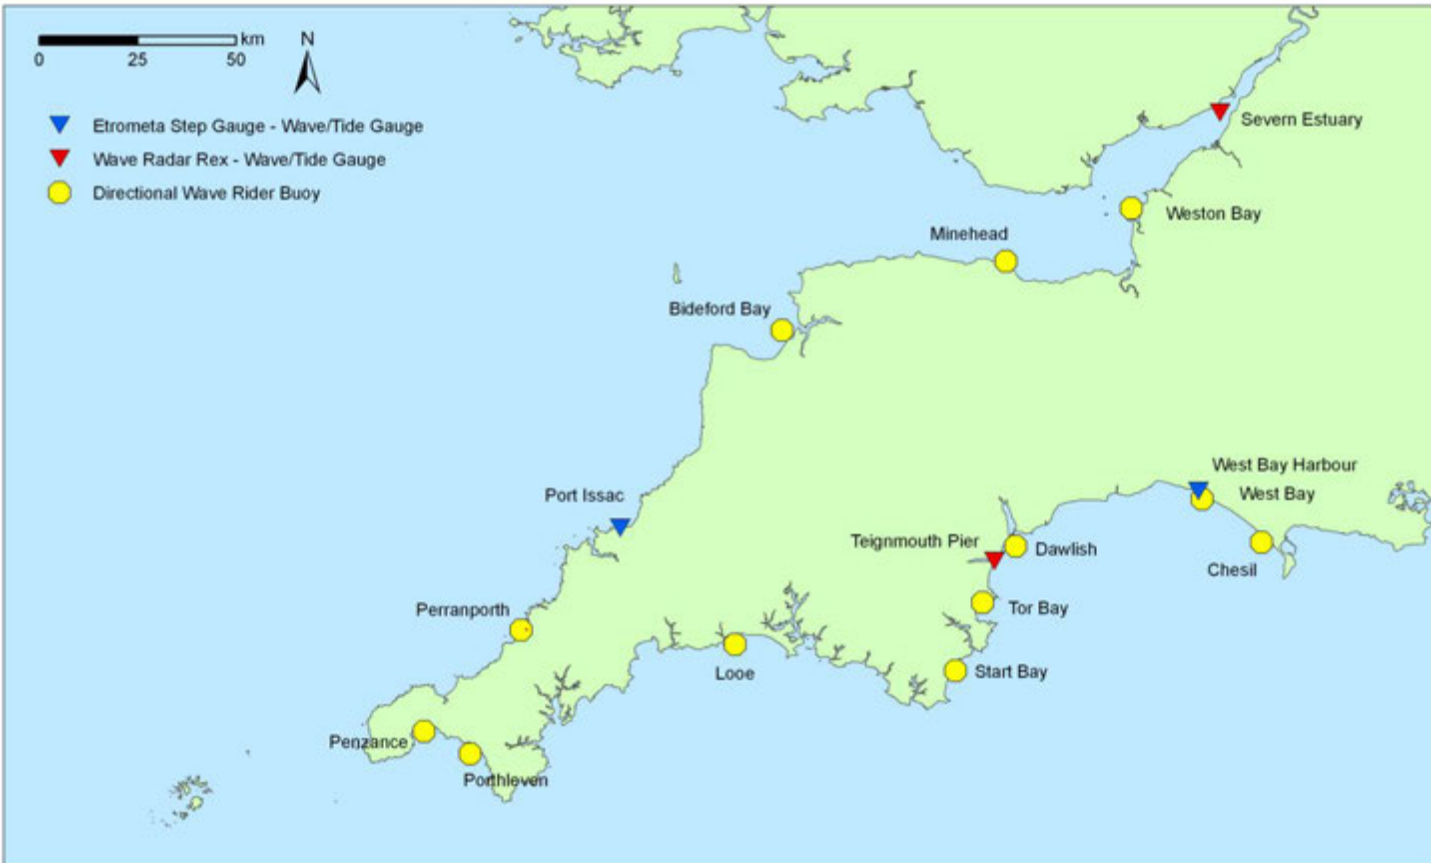 km
N
0 25 50
Etrometa Step Gauge - Wave/Tide Gauge
Wave Radar Rex - Wave/Tide Gauge
Directional Wave Rider Buoy
Severn Estuary
Weston Bay
Minehead
Bideford Bay
West Bay Harbour
West Bay
Port Issac
Teignmouth Pier
Dawlish
Chesil
Perranporth
Tor Bay
Looe
Start Bay
Penzance
Porthleven